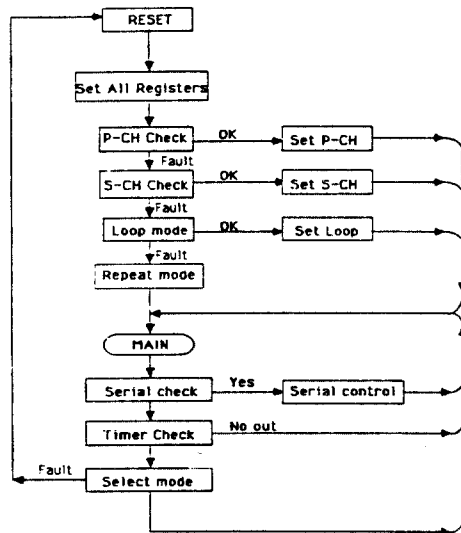 RESET
Set All Registers
P-CH Check
OK
Set P-CH
Fault
S-CH Check
OK
Set S-CH
Fault
Loop mode
OK
Set Loop
Fault
Repeat mode
MAIN
Serial check
Yes
Serial control
Timer Check
No out
Fault
Select mode